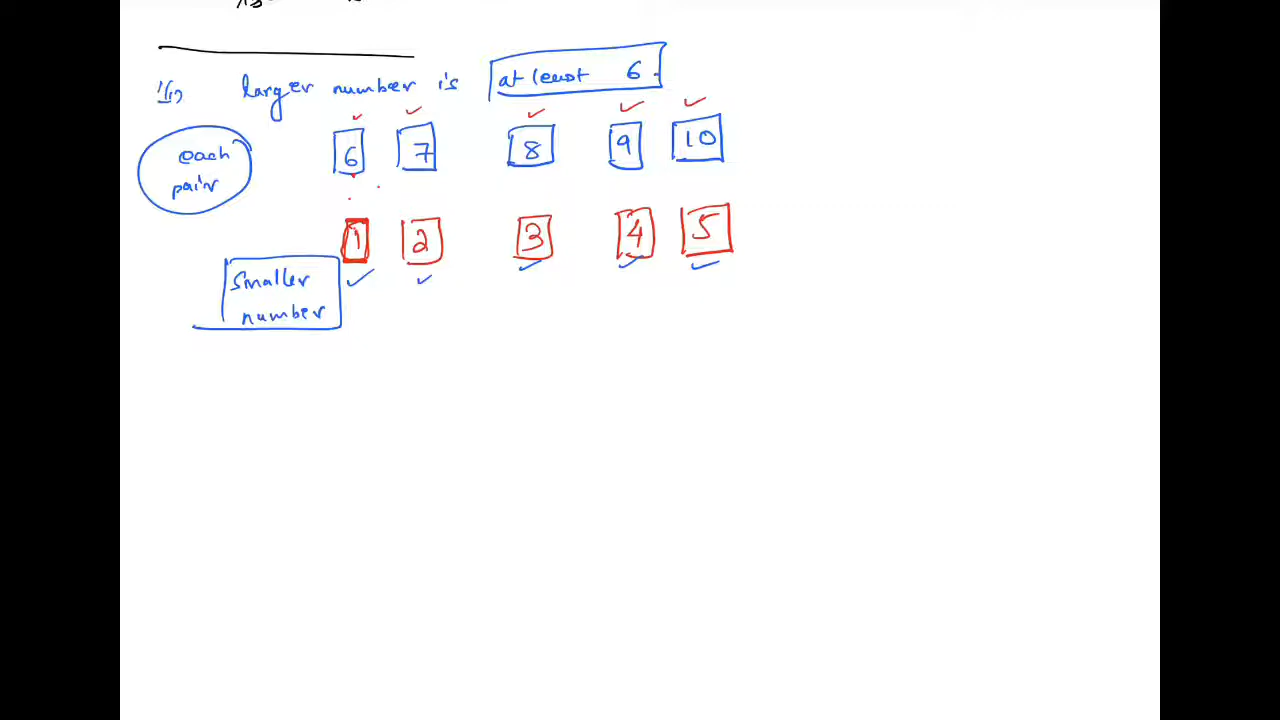 (ii) larger number is at least 6.
each pair
6 7 8 9 10
1 2 3 4 5
smaller
number